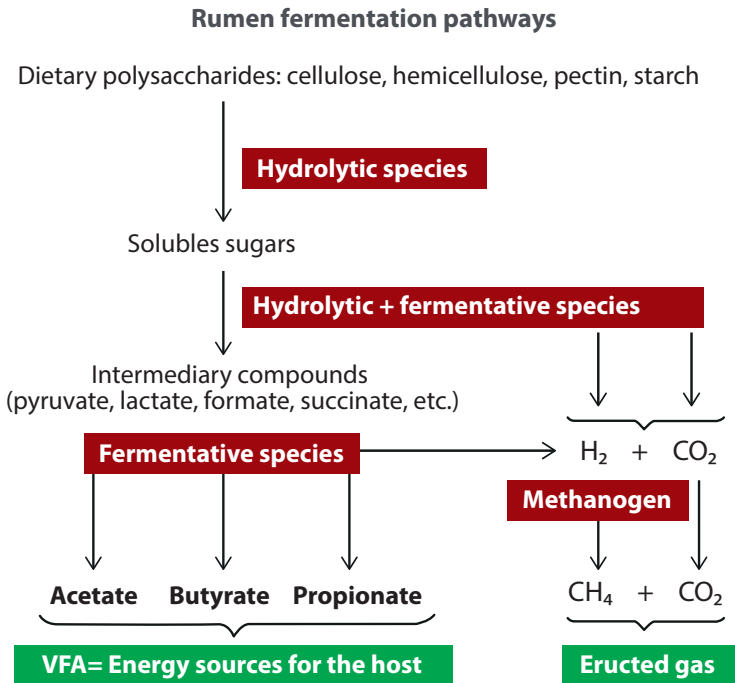 Rumen fermentation pathways
Dietary polysaccharides: cellulose, hemicellulose, pectin, starch
Hydrolytic species
Solubles sugars
Hydrolytic + fermentative species
Intermediary compounds
(pyruvate, lactate, formate, succinate, etc.)
Fermentative species
H₂ + CO₂
Methanogen
Acetate Butyrate Propionate
CH₄ + CO₂
VFA= Energy sources for the host
Eructed gas